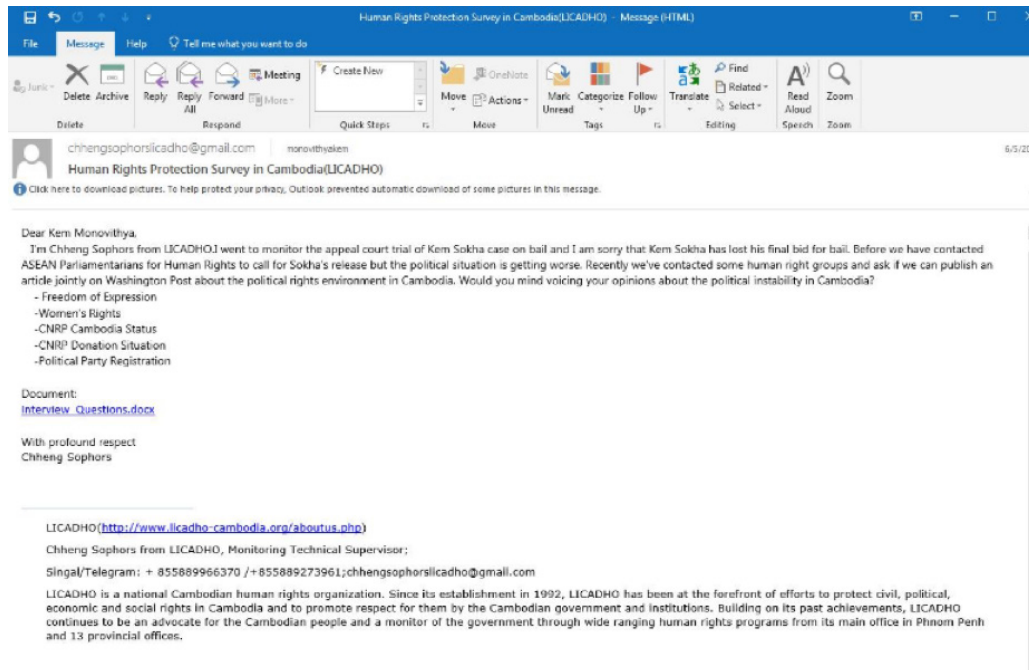 Human Rights Protection Survey in Cambodia(LICADHO) - Message (HTML)
File Message Help Tell me what you want to do
Junk
Delete Archive
Reply Reply All Forward
Meeting
More
Create New
Move
OneNote
Actions
Mark Unread Categorize Follow Up
Translate
Find
Related
Select
Read Aloud
Zoom
Delete Respond Quick Steps Move Tags Editing Speech Zoom
chhengsophorslicadho@gmail.com monovithyakem 6/5/20
Human Rights Protection Survey in Cambodia(LICADHO)
Click here to download pictures. To help protect your privacy, Outlook prevented automatic download of some pictures in this message.
Dear Kem Monovithya,
I'm Chheng Sophors from LICADHO.I went to monitor the appeal court trial of Kem Sokha case on bail and I am sorry that Kem Sokha has lost his final bid for bail. Before we have contacted
ASEAN Parliamentarians for Human Rights to call for Sokha's release but the political situation is getting worse. Recently we've contacted some human right groups and ask if we can publish an
article jointly on Washington Post about the political rights environment in Cambodia. Would you mind voicing your opinions about the political instability in Cambodia?
- Freedom of Expression
-Women's Rights
-CNRP Cambodia Status
-CNRP Donation Situation
-Political Party Registration
Document:
Interview_Questions.docx
With profound respect
Chheng Sophors
LICADHO(http://www.licadho-cambodia.org/aboutus.php)
Chheng Sophors from LICADHO, Monitoring Technical Supervisor;
Singal/Telegram: + 855889966370 /+855889273961;chhengsophorslicadho@gmail.com
LICADHO is a national Cambodian human rights organization. Since its establishment in 1992, LICADHO has been at the forefront of efforts to protect civil, political,
economic and social rights in Cambodia and to promote respect for them by the Cambodian government and institutions. Building on its past achievements, LICADHO
continues to be an advocate for the Cambodian people and a monitor of the government through wide ranging human rights programs from its main office in Phnom Penh
and 13 provincial offices.